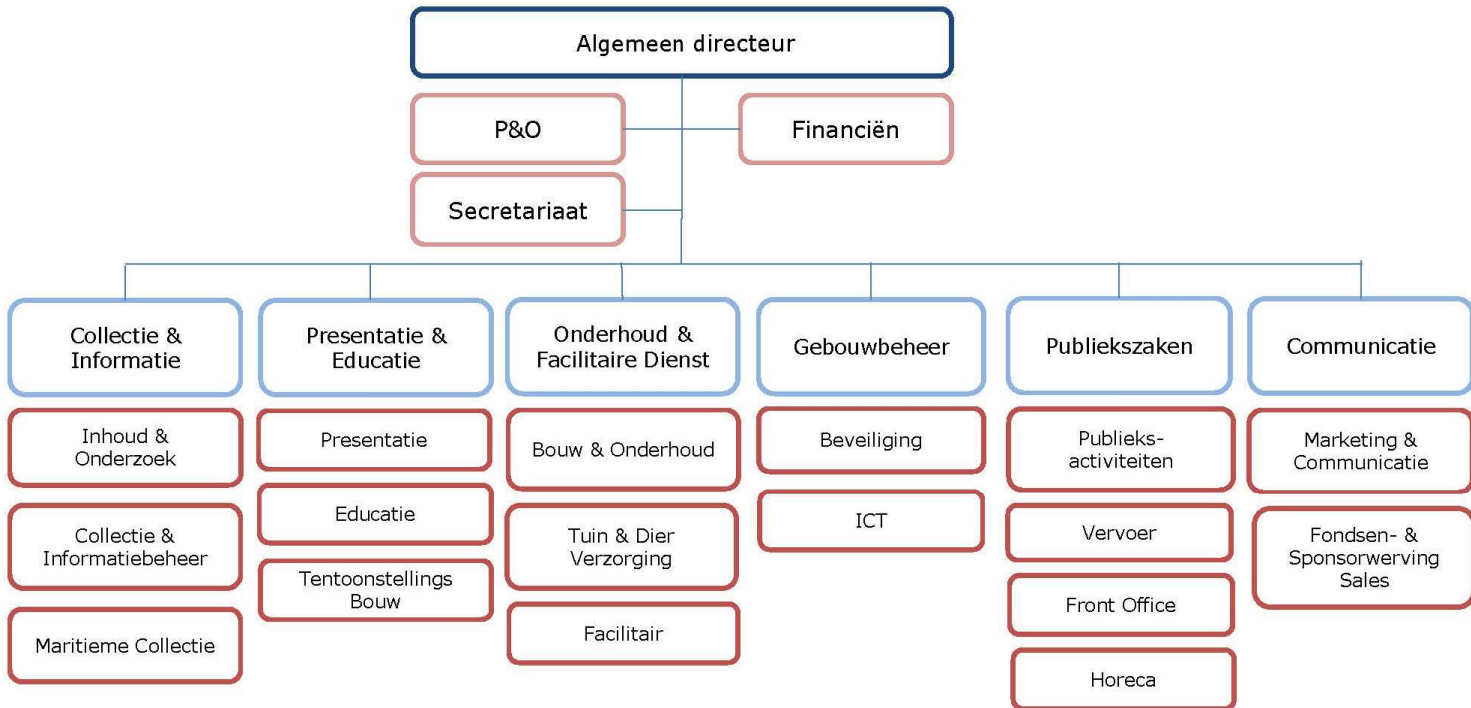 Algemeen directeur
P&O
Financiën
Secretariaat
Collectie &
Informatie
Presentatie &
Educatie
Onderhoud &
Facilitaire Dienst
Gebouwbeheer
Publiekszaken
Communicatie
Inhoud &
Onderzoek
Collectie &
Informatiebeheer
Maritieme Collectie
Presentatie
Educatie
Tentoonstellings
Bouw
Bouw & Onderhoud
Tuin & Dier
Verzorging
Facilitair
Beveiliging
ICT
Publieks-
activiteiten
Vervoer
Front Office
Horeca
Marketing &
Communicatie
Fondsen- &
Sponsorwerving
Sales